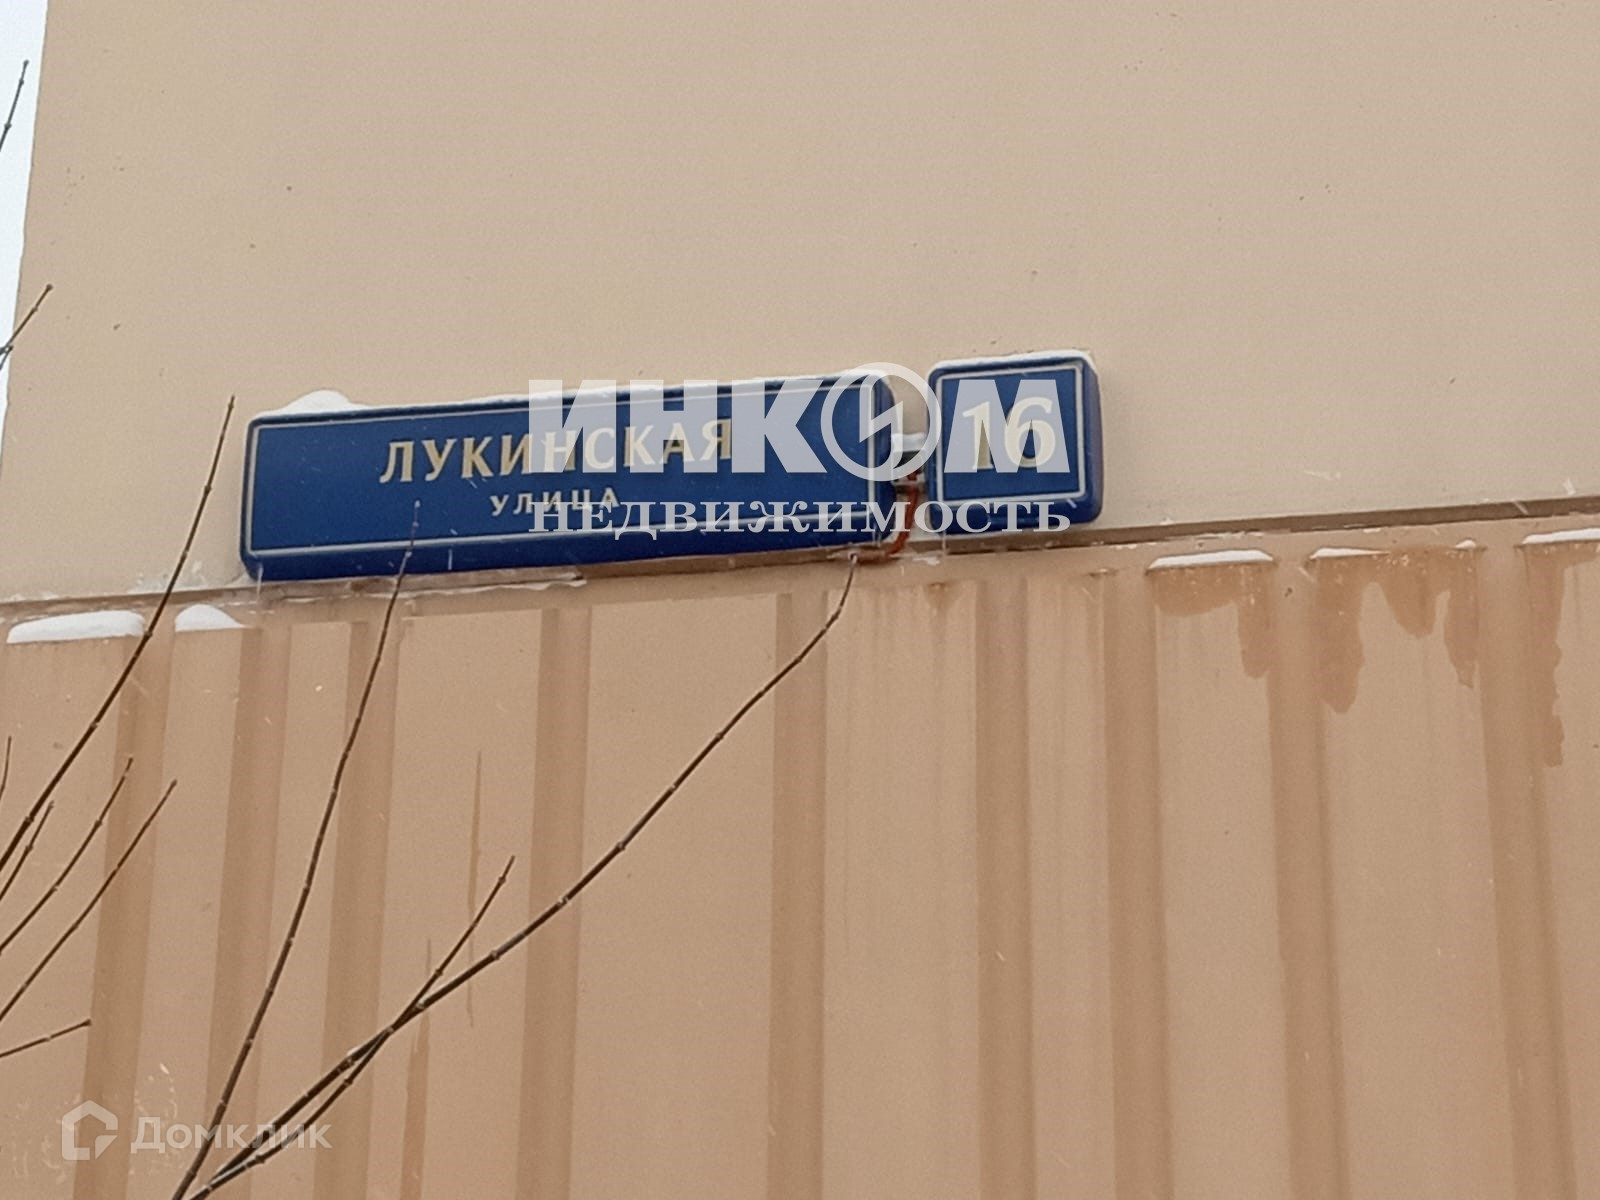 ЛУКИНСКАЯ
УЛИЦА
16
ИНКОМ
НЕДВИЖИМОСТЬ
Домклик